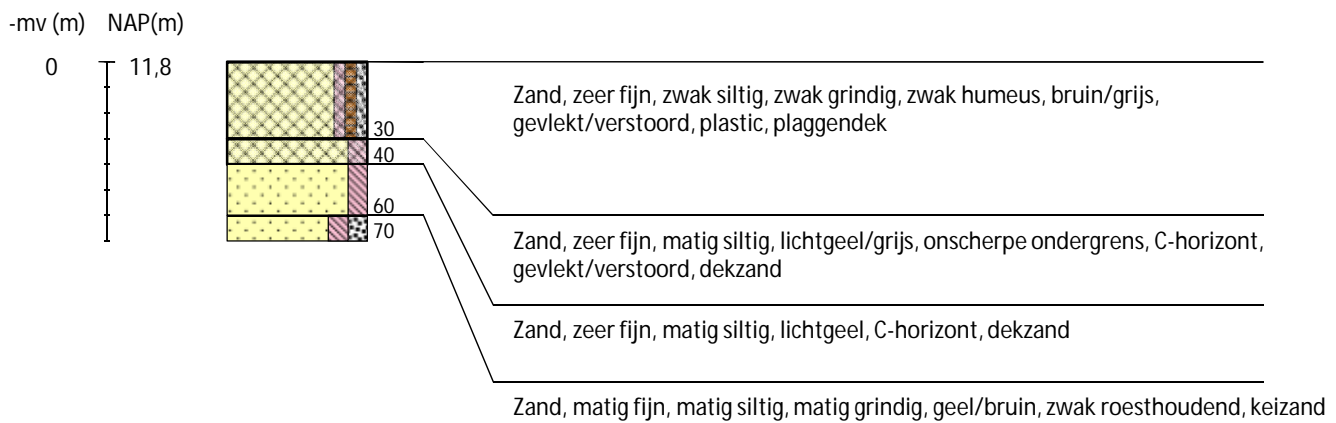 -mv (m) NAP(m)
0 11,8
Zand, zeer fijn, zwak siltig, zwak grindig, zwak humeus, bruin/grijs,
gevlekt/verstoord, plastic, plaggendek
30
40
60
70
Zand, zeer fijn, matig siltig, lichtgeel/grijs, onscherpe ondergrens, C-horizont,
gevlekt/verstoord, dekzand
Zand, zeer fijn, matig siltig, lichtgeel, C-horizont, dekzand
Zand, matig fijn, matig siltig, matig grindig, geel/bruin, zwak roesthoudend, keizand